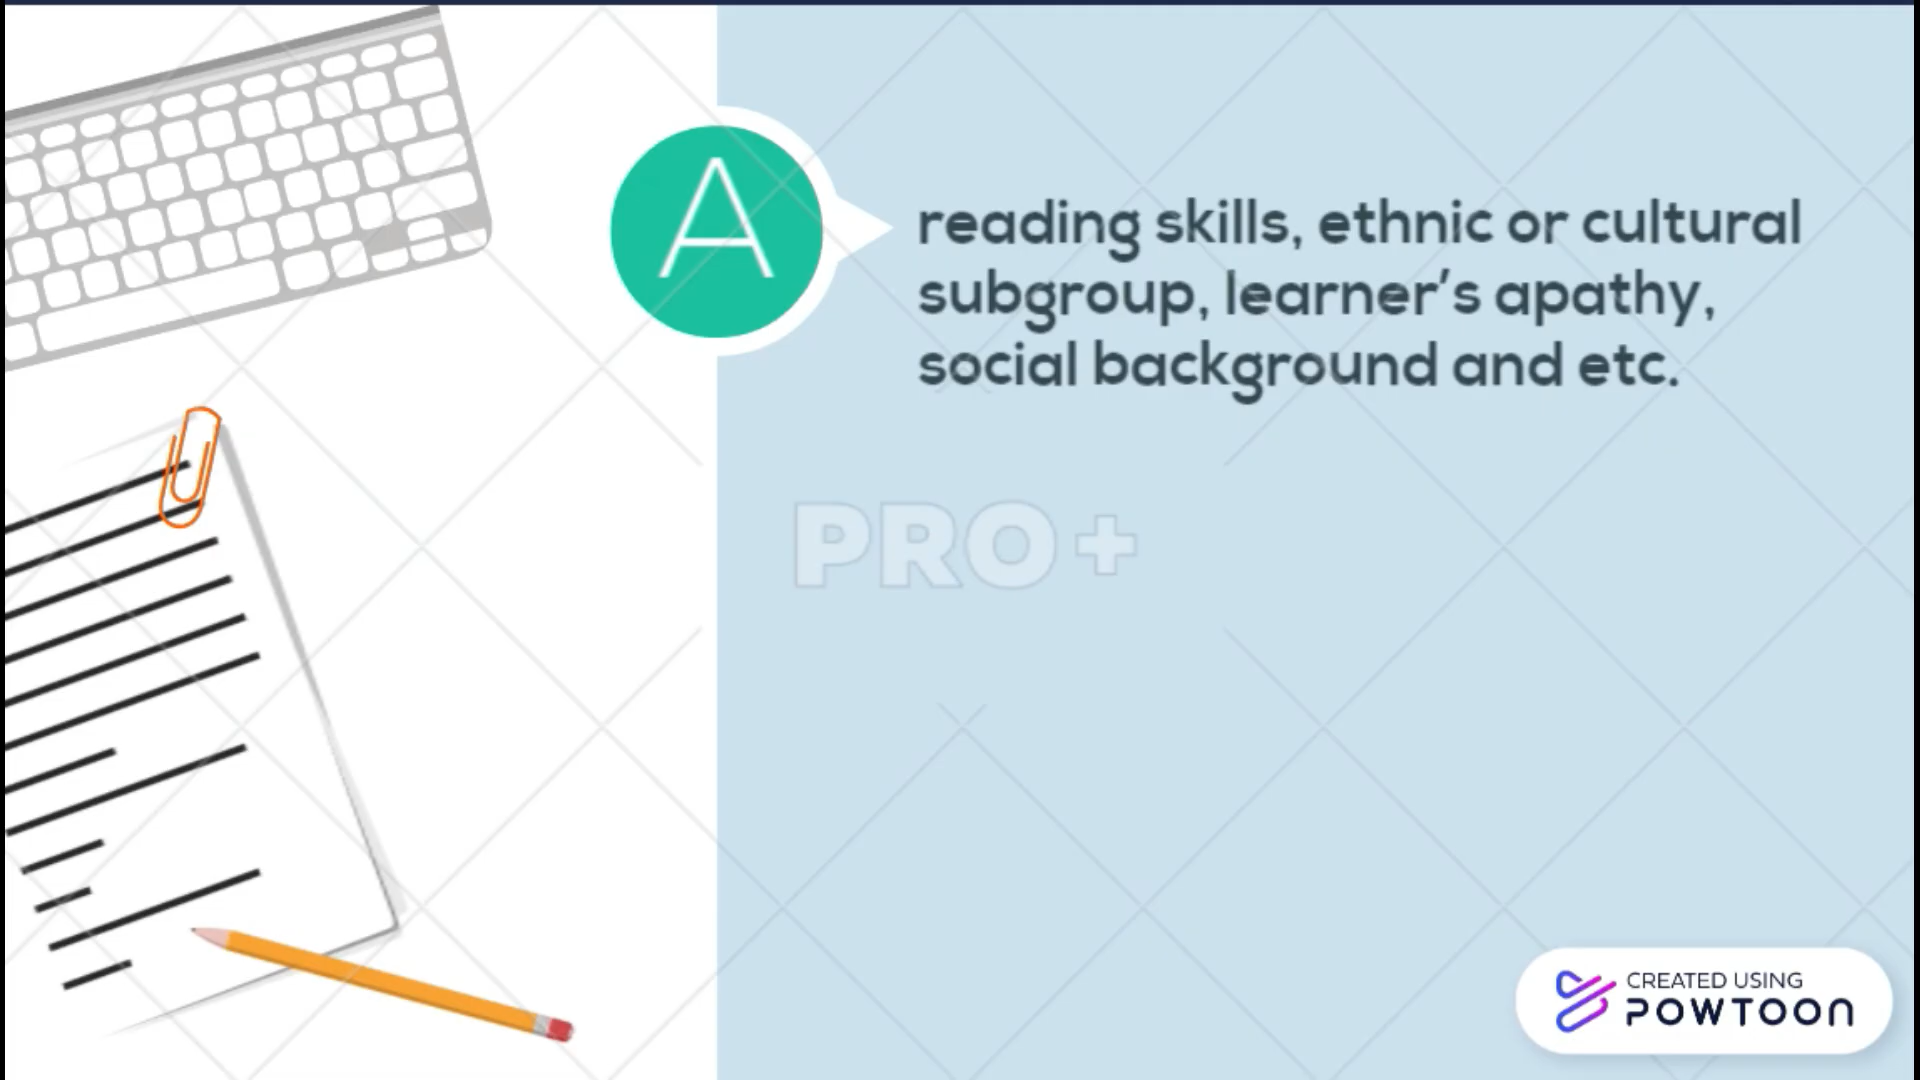 A
reading skills, ethnic or cultural
subgroup, learner's apathy,
social background and etc.
PRO+
CREATED USING
POWTOON